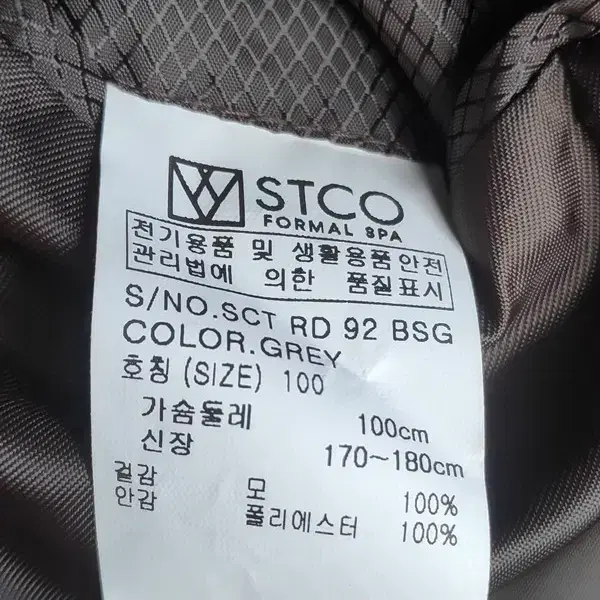 STCO
FORMAL SPA
전기용품 및 생활용품안전
관리법에 의한 품질표시
S/NO.SCT RD 92 BSG
COLOR.GREY
호칭 (SIZE) 100
가슴둘레 100cm
신장 170~180cm
겉감 모 100%
안감 폴리에스터 100%